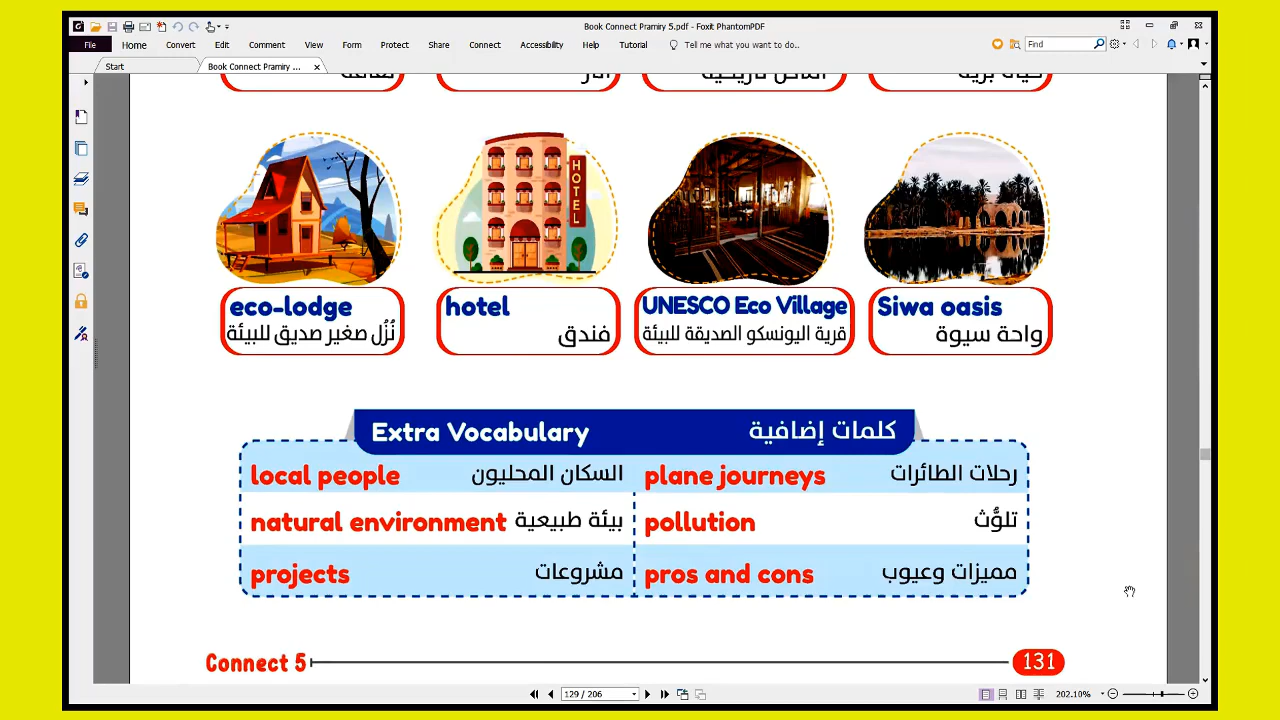 Book Connect Pramiry 5.pdf - Foxit PhantomPDF
File Home Convert Edit Comment View Form Protect Share Connect Accessibility Help Tutorial Tell me what you want to do.. Find
Start Book Connect Pramiry ...
حياة برية
HOTEL
eco-lodge
نُزُل صغير صديق للبيئة
hotel
فندق
UNESCO Eco Village
قرية اليونسكو الصديقة للبيئة
Siwa oasis
واحة سيوة
Extra Vocabulary كلمات إضافية
local people السكان المحليون plane journeys رحلات الطائرات
natural environment بيئة طبيعية pollution تلوُّث
projects مشروعات pros and cons مميزات وعيوب
Connect 5 131
129 / 206 202.10%